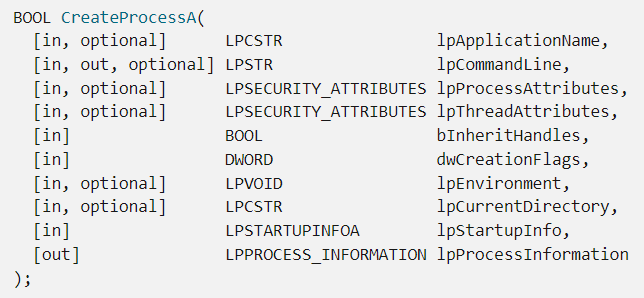 BOOL CreateProcessA(
  [in, optional]      LPCSTR                lpApplicationName,
  [in, out, optional] LPSTR                 lpCommandLine,
  [in, optional]      LPSECURITY_ATTRIBUTES lpProcessAttributes,
  [in, optional]      LPSECURITY_ATTRIBUTES lpThreadAttributes,
  [in]                BOOL                  bInheritHandles,
  [in]                DWORD                 dwCreationFlags,
  [in, optional]      LPVOID                lpEnvironment,
  [in, optional]      LPCSTR                lpCurrentDirectory,
  [in]                LPSTARTUPINFOA        lpStartupInfo,
  [out]               LPPROCESS_INFORMATION lpProcessInformation
);